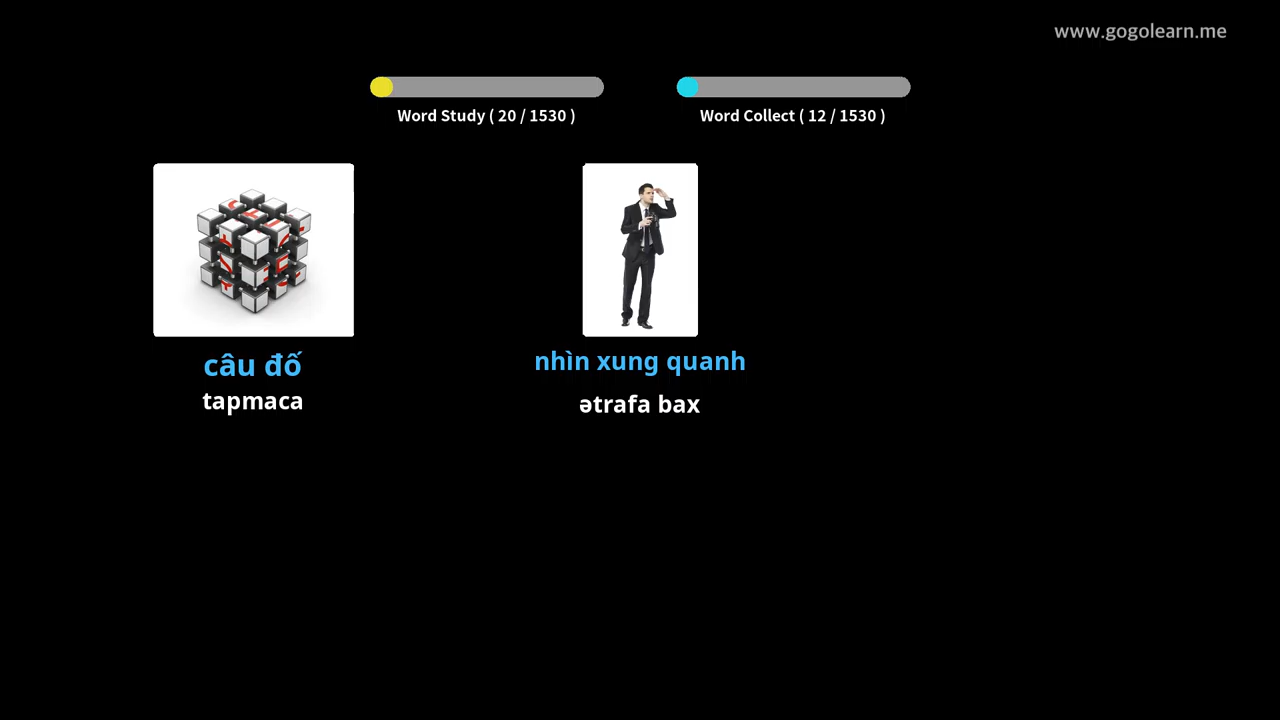 www.gogolearn.me
Word Study ( 20 / 1530 )
Word Collect ( 12 / 1530 )
câu đố
tapmaca
nhìn xung quanh
ətrafa bax